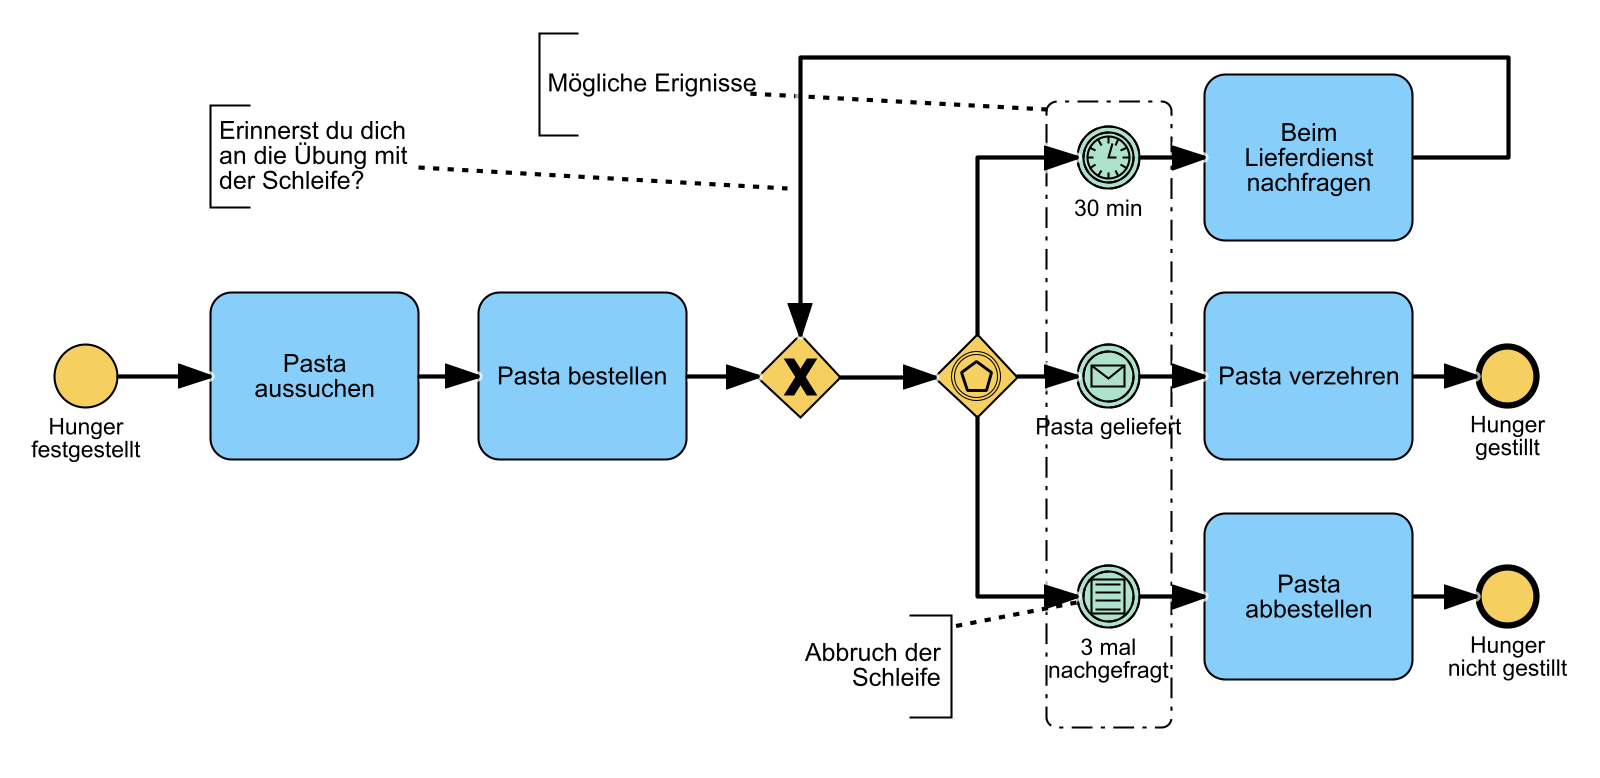 Mögliche Erignisse
Erinnerst du dich
an die Übung mit
der Schleife?
Beim
Lieferdienst
nachfragen
30 min
Hunger
festgestellt
Pasta
aussuchen
Pasta bestellen
X
Pasta geliefert
Pasta verzehren
Hunger
gestillt
Abbruch der
Schleife
3 mal
nachgefragt
Pasta
abbestellen
Hunger
nicht gestillt